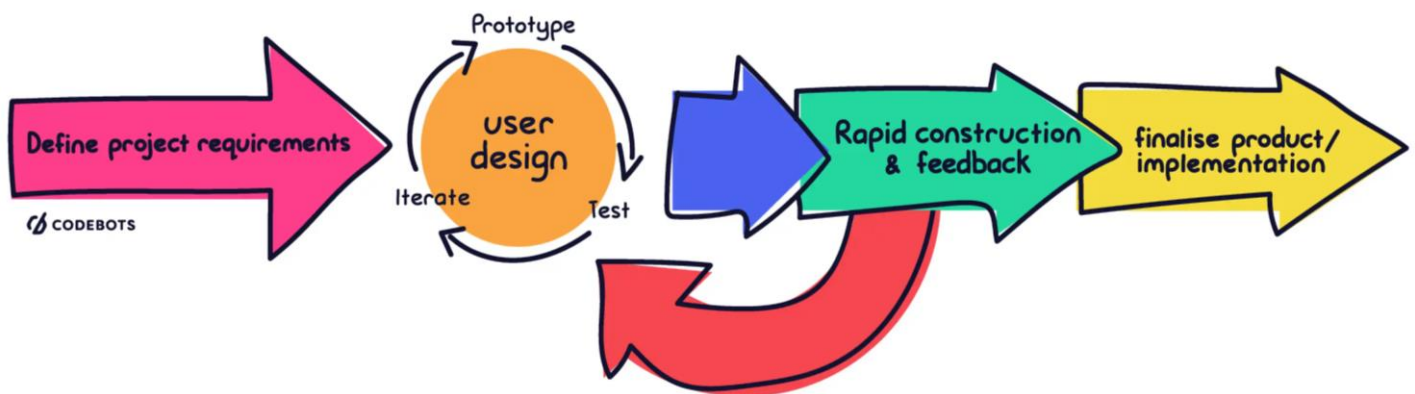 Define project requirements
CODEBOTS
Prototype
user
design
Iterate
Test
Rapid construction
& feedback
finalise product/
implementation